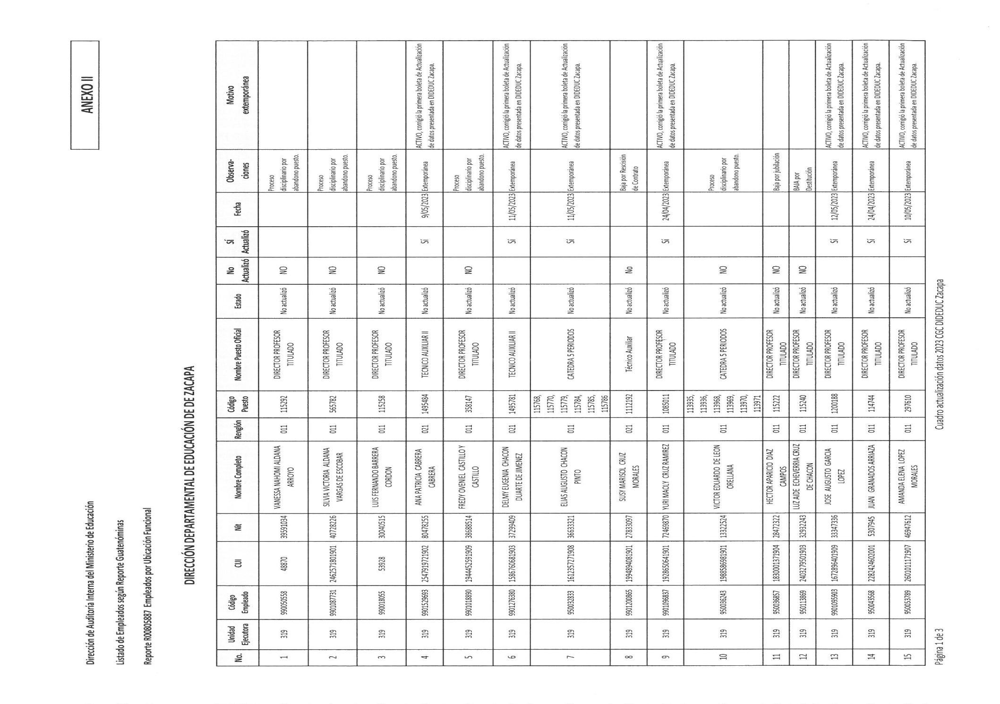 ANEXO II
Dirección de Auditoría Interna del Ministerio de Educación
Listado de Empleados según Reporte Guatenóminas
Reporte R00805887 Empleados por Ubicación Funcional
DIRECCIÓN DEPARTAMENTAL DE EDUCACIÓN DE DE ZACAPA
No. Unidad Ejecutora Código Empleado CUI Nit Nombre Completo Renglón Código Puesto Nombre Puesto Oficial Estado No Actualizó SÍ Actualizó Fecha Observa-ciones Motivo extemporánea
1 319 990050558 48870 39591034 VANESSA NAHOMI ALDANA ARROYO 011 115292 DIRECTOR PROFESOR TITULADO No actualizó NO Proceso disciplinario por abandono puesto.
2 319 9901087731 2462571801901 40728226 SILVIA VICTORIA ALDANA VARGAS DE ESCOBAR 011 565782 DIRECTOR PROFESOR TITULADO No actualizó NO Proceso disciplinario por abandono puesto.
3 319 990018055 53928 30040515 LUIS FERNANDO BARRERA CORDON 011 115258 DIRECTOR PROFESOR TITULADO No actualizó NO Proceso disciplinario por abandono puesto.
4 319 9901529693 2547919721902 80478255 ANA PATRICIA CABRERA CABRERA 021 1495484 TECNICO AUXILIAR II No actualizó Sí 9/05/2023 Extemporánea ACTIVO, corrigió la primera boleta de Actualización de datos presentada en DIDEDUC Zacapa.
5 319 9901018890 1944452591909 38688514 FREDY OVENIEL CASTILLO Y CASTILLO 011 358147 DIRECTOR PROFESOR TITULADO No actualizó NO Proceso disciplinario por abandono puesto.
6 319 9901276380 1586760681903 37299409 DELMY EUGENIA CHACON DUARTE DE JIMENEZ 021 1495781 TECNICO AUXILIAR II No actualizó Sí 11/05/2023 Extemporánea ACTIVO, corrigió la primera boleta de Actualización de datos presentada en DIDEDUC Zacapa.
7 319 950032833 1612357271908 36633321 ELIAS AUGUSTO CHACON PINTO 011 115768, 115770, 115779, 115784, 115785, 115786 CATEDRA 5 PERIODOS No actualizó Sí 11/05/2023 Extemporánea ACTIVO, corrigió la primera boleta de Actualización de datos presentada en DIDEDUC Zacapa.
8 319 9901200865 1994894081901 27833097 SUSY MARISOL CRUZ MORALES 021 1112192 Técnico Auxiliar No actualizó No Baja por Rescisión de Contrato
9 319 9901096837 1928650641901 72469870 YURI MAOLY CRUZ RAMIREZ 011 1085011 DIRECTOR PROFESOR TITULADO No actualizó Sí 24/04/2023 Extemporánea ACTIVO, corrigió la primera boleta de Actualización de datos presentada en DIDEDUC Zacapa.
10 319 950036243 1988586981901 13322524 VICTOR EDUARDO DE LEON ORELLANA 011 113935, 113936, 113968, 113969, 113970, 113971 CATEDRA 5 PERIODOS No actualizó NO Proceso disciplinario por abandono puesto.
11 319 950036857 1830001371904 28472322 HECTOR APARICIO DIAZ CAMPOS 011 115222 DIRECTOR PROFESOR TITULADO No actualizó NO Baja por jubilación
12 319 950113869 2403279501903 32932243 LUZ AIDE ECHEVERRIA CRUZ DE CHACON 011 115240 DIRECTOR PROFESOR TITULADO No actualizó NO BAJA por Destitución
13 319 9901095903 1672896401909 33347336 JOSE AUGUSTO GARCIA LOPEZ 011 1200188 DIRECTOR PROFESOR TITULADO No actualizó Sí 12/05/2023 Extemporánea ACTIVO, corrigió la primera boleta de Actualización de datos presentada en DIDEDUC Zacapa.
14 319 950043568 2282424602001 5307945 JUAN GRANADOS ARRIAZA 011 114744 DIRECTOR PROFESOR TITULADO No actualizó Sí 24/04/2023 Extemporánea ACTIVO, corrigió la primera boleta de Actualización de datos presentada en DIDEDUC Zacapa.
15 319 950053789 2601011171907 46947612 AMANDA ELENA LOPEZ MORALES 011 297610 DIRECTOR PROFESOR TITULADO No actualizó Sí 10/05/2023 Extemporánea ACTIVO, corrigió la primera boleta de Actualización de datos presentada en DIDEDUC Zacapa.
Página 1 de 3 Cuadro actualización datos 2023 CGC DIDEDUC Zacapa